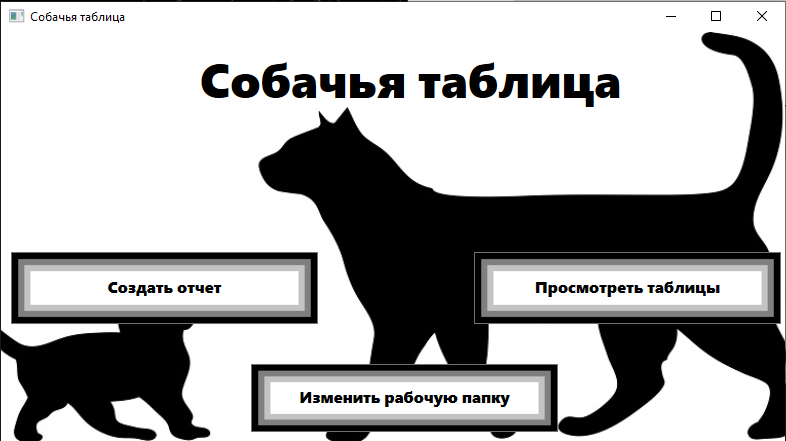 Собачья таблица
Собачья таблица
Создать отчет
Просмотреть таблицы
Изменить рабочую папку